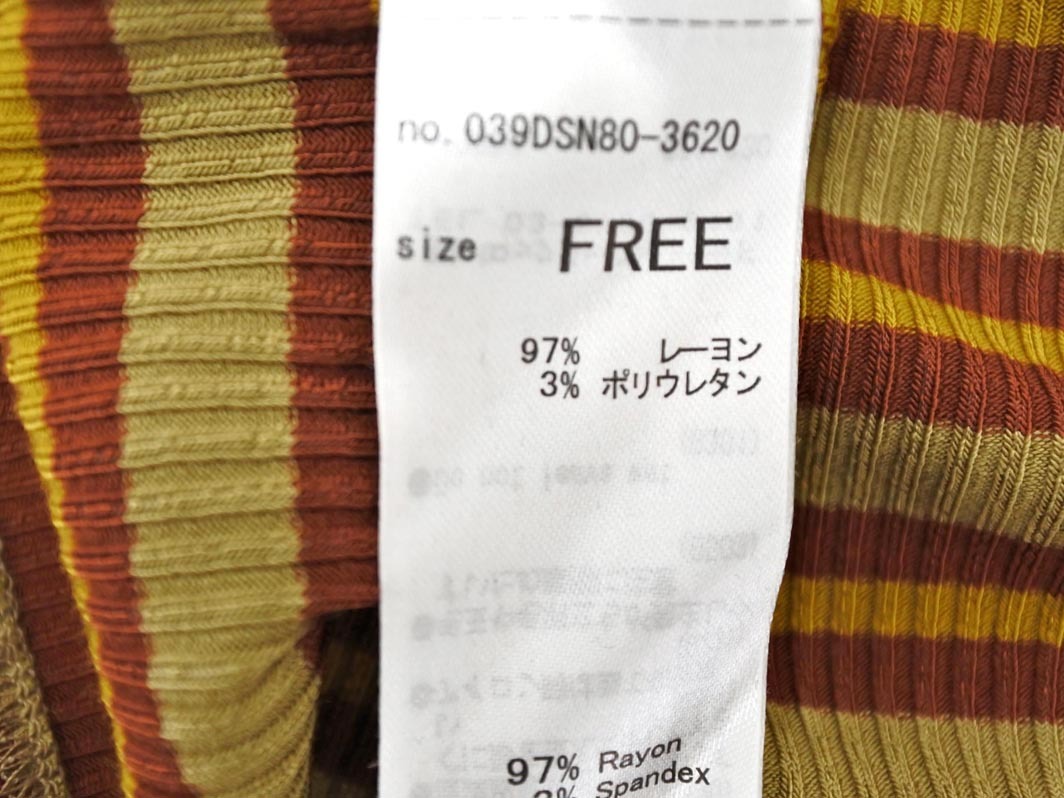 no. 039DSN80-3620
size FREE
97% レーヨン
3% ポリウレタン
97% Rayon
3% Spandex